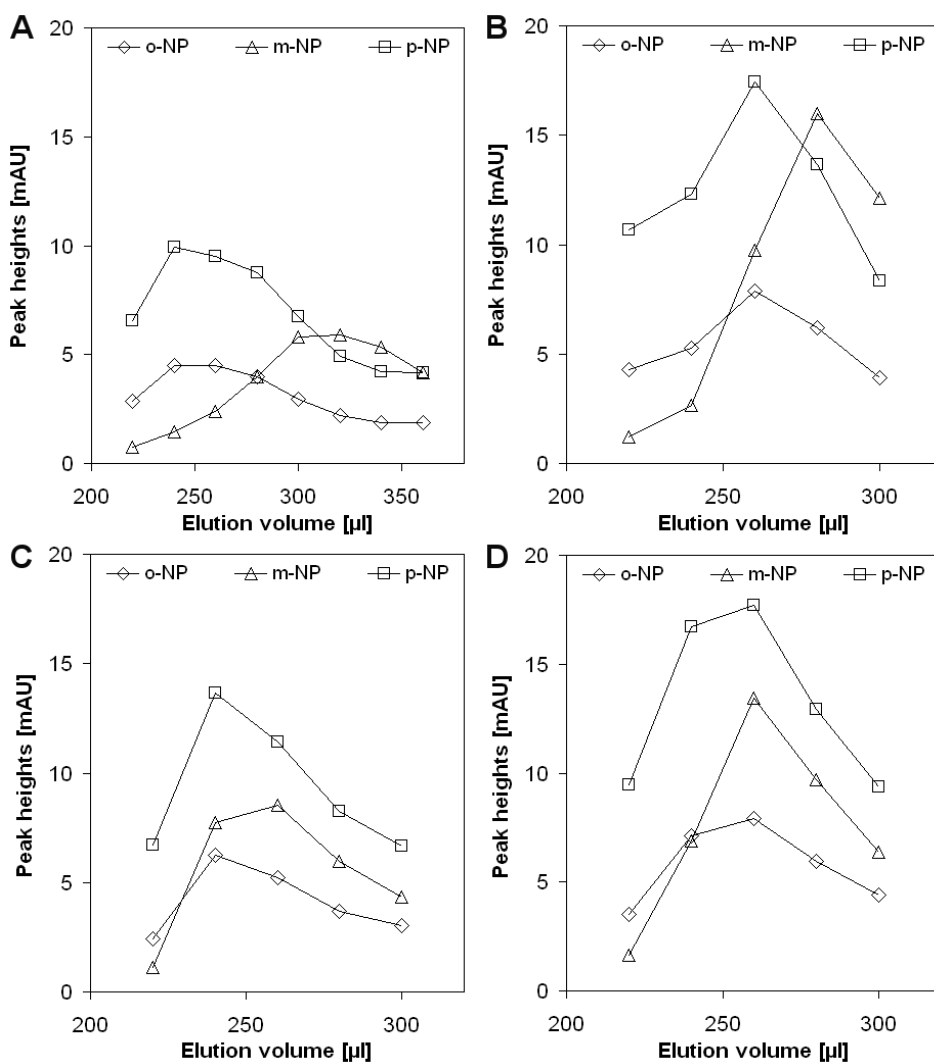 A
o-NP m-NP p-NP
20
15
10
5
0
Peak heights [mAU]
200 250 300 350
Elution volume [µl]
B
o-NP m-NP p-NP
20
15
10
5
0
Peak heights [mAU]
200 250 300
Elution volume [µl]
C
o-NP m-NP p-NP
20
15
10
5
0
Peak heights [mAU]
200 250 300
Elution volume [µl]
D
o-NP m-NP p-NP
20
15
10
5
0
Peak heights [mAU]
200 250 300
Elution volume [µl]